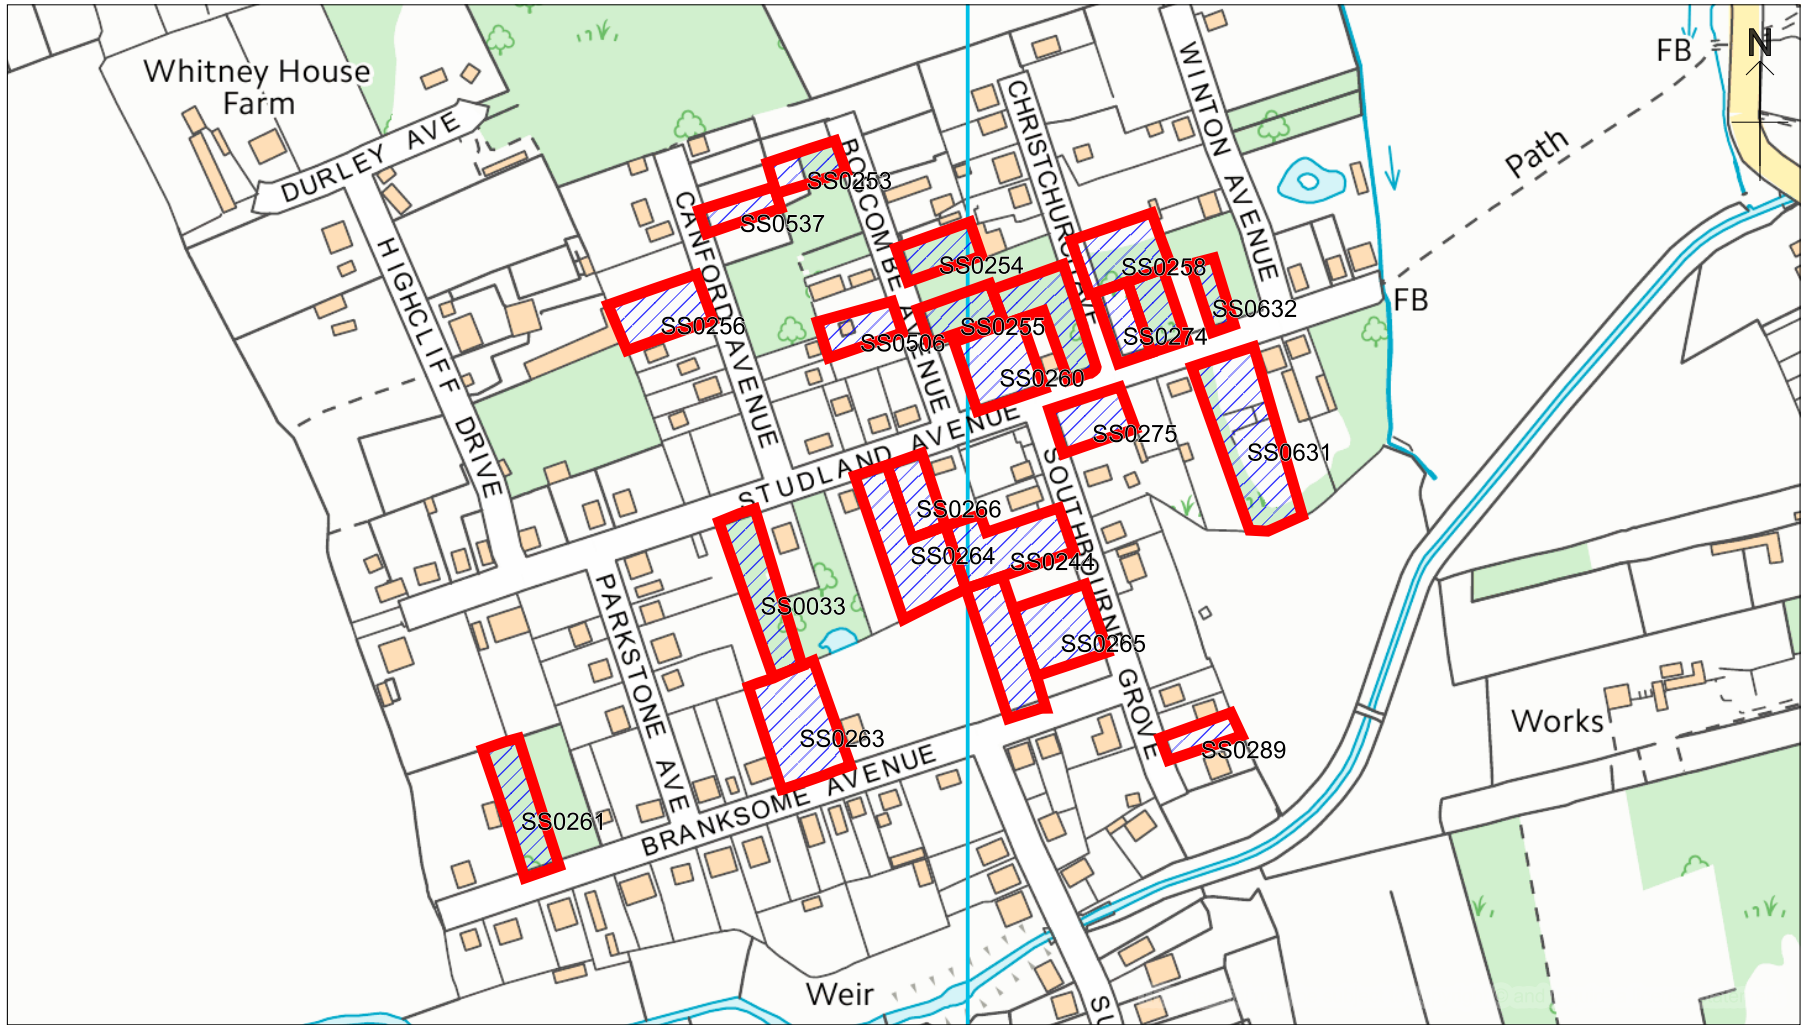 FB
N
Whitney House
Farm
DURLEY AVE
WINTON AVENUE
CHRISTCHURCH AVE
Path
BOSCOMBE AVENUE
SS0253
CANFORD AVENUE
SS0537
HIGHCLIFF DRIVE
SS0254
SS0258
SS0632
FB
SS0256
SS0255
SS0274
SS0506
SS0260
STUDLAND AVENUE
SS0275
SS0631
SOUTHBOURNE GROVE
SS0266
SS0264
SS0244
PARKSTONE AVE
SS0033
SS0265
Works
SS0263
SS0289
BRANKSOME AVENUE
SS0261
Weir
SU